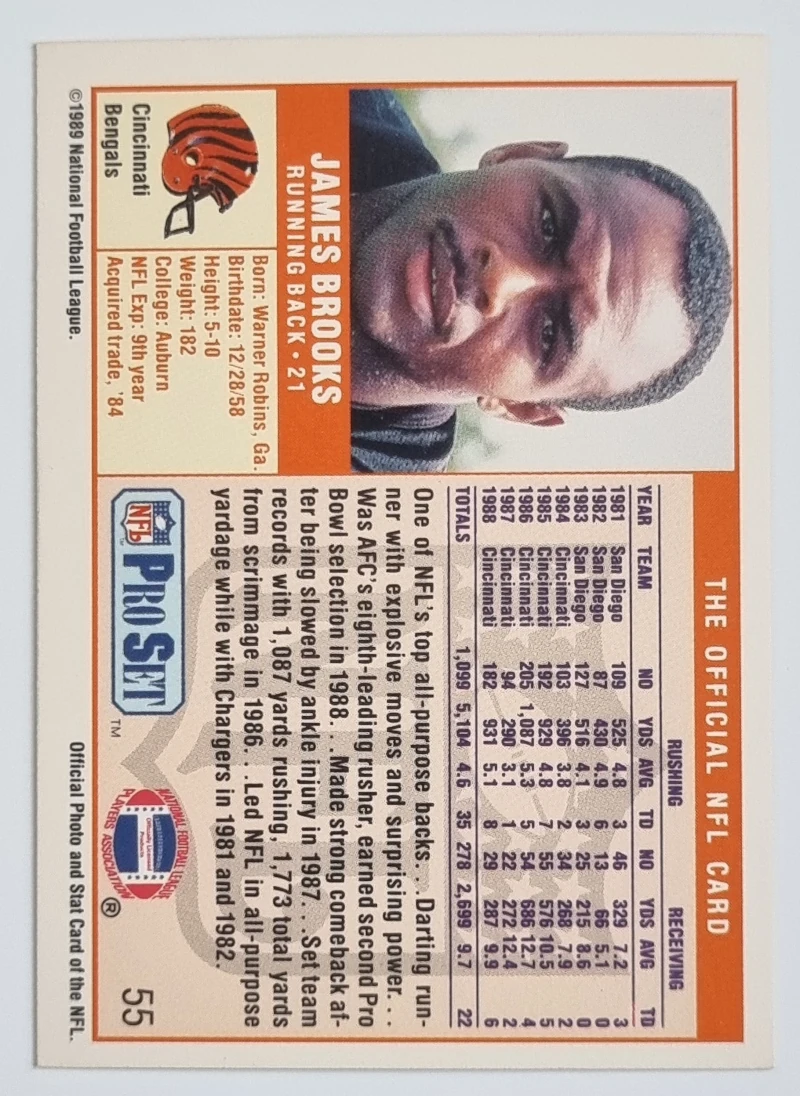 THE OFFICIAL NFL CARD
RUSHING RECEIVING
YEAR TEAM NO YDS AVG TD NO YDS AVG TD
1981 San Diego 109 525 4.8 3 46 329 7.2 3
1982 San Diego 87 430 4.9 6 13 66 5.1 0
1983 San Diego 127 516 4.1 3 25 215 8.6 0
1984 Cincinnati 103 396 3.8 2 34 268 7.9 2
1985 Cincinnati 192 929 4.8 7 55 576 10.5 5
1986 Cincinnati 205 1,087 5.3 5 54 686 12.7 4
1987 Cincinnati 94 290 3.1 1 22 272 12.4 2
1988 Cincinnati 182 931 5.1 8 29 287 9.9 6
TOTALS 1,099 5,104 4.6 35 278 2,699 9.7 22
One of NFL's top all-purpose backs. . .Darting run-
ner with explosive moves and surprising power. . .
Was AFC's eighth-leading rusher, earned second Pro
Bowl selection in 1988. . .Made strong comeback af-
ter being slowed by ankle injury in 1987. . .Set team
records with 1,087 yards rushing, 1,773 total yards
from scrimmage in 1986. . .Led NFL in all-purpose
yardage while with Chargers in 1981 and 1982.
JAMES BROOKS
RUNNING BACK • 21
Born: Warner Robins, Ga.
Birthdate: 12/28/58
Height: 5-10
Weight: 182
College: Auburn
NFL Exp: 9th year
Acquired trade, '84
Cincinnati
Bengals
NFL PRO SET ™
NATIONAL FOOTBALL LEAGUE
Officially Licensed
Products
PLAYERS ASSOCIATION
®
55
©1989 National Football League.
Official Photo and Stat Card of the NFL.